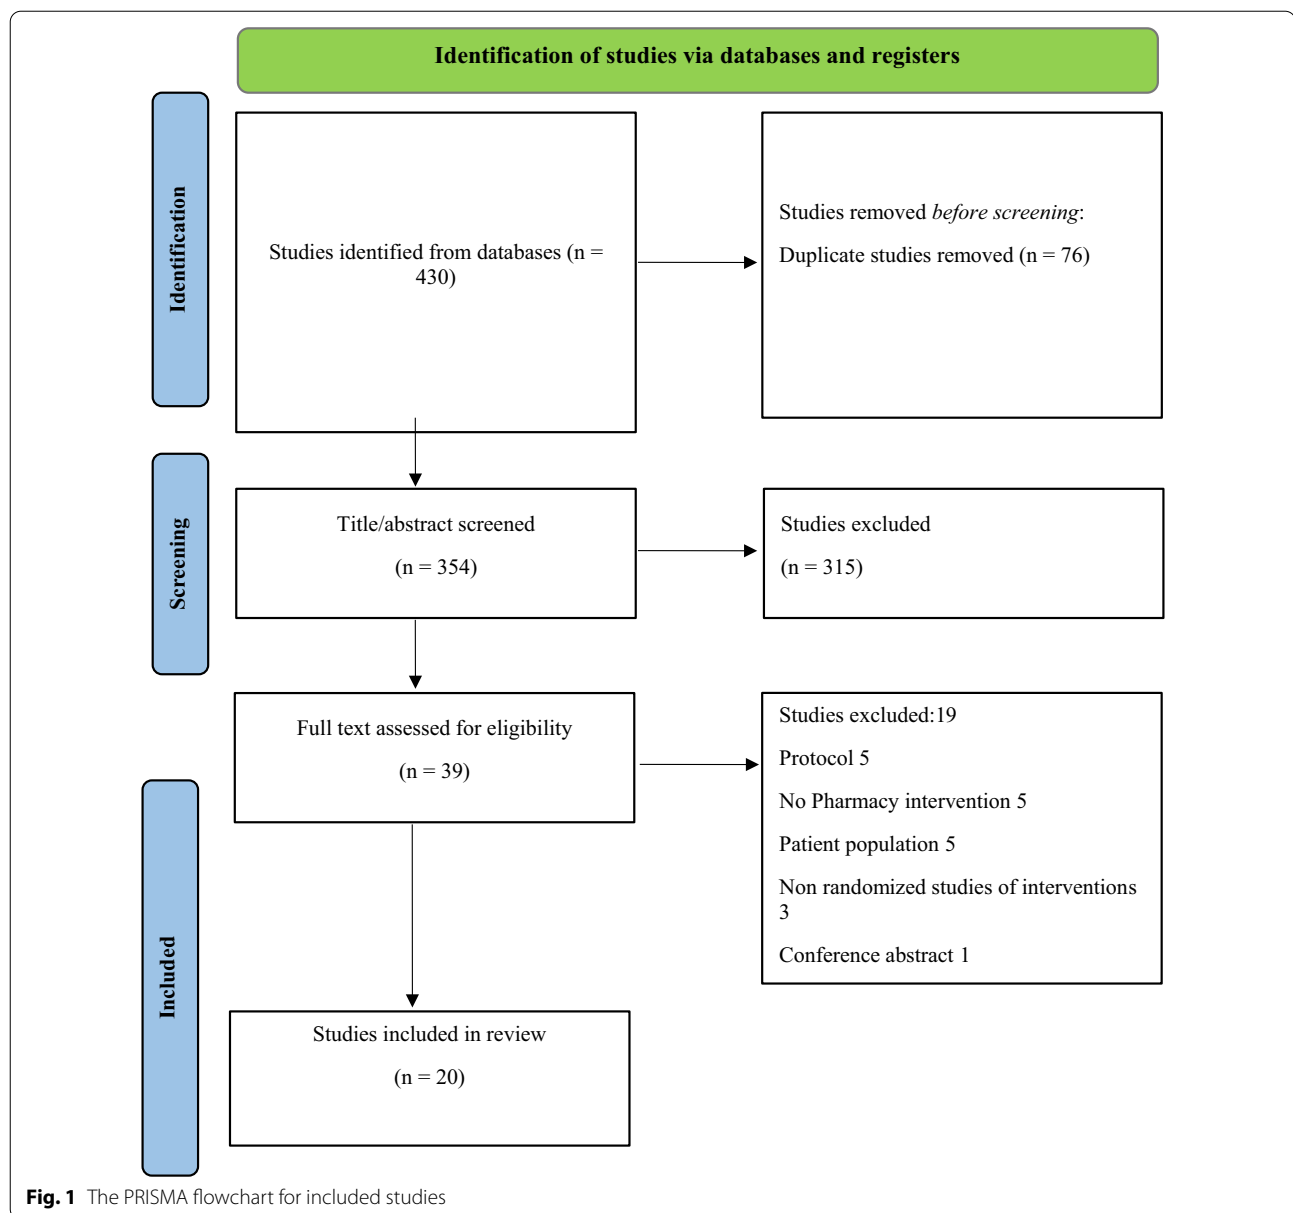 Identification of studies via databases and registers
Identification
Studies identified from databases (n =
430)
Studies removed before screening:
Duplicate studies removed (n = 76)
Screening
Title/abstract screened
(n = 354)
Studies excluded
(n = 315)
Full text assessed for eligibility
(n = 39)
Studies excluded:19
Protocol 5
No Pharmacy intervention 5
Patient population 5
Non randomized studies of interventions
3
Conference abstract 1
Included
Studies included in review
(n = 20)
Fig. 1 The PRISMA flowchart for included studies